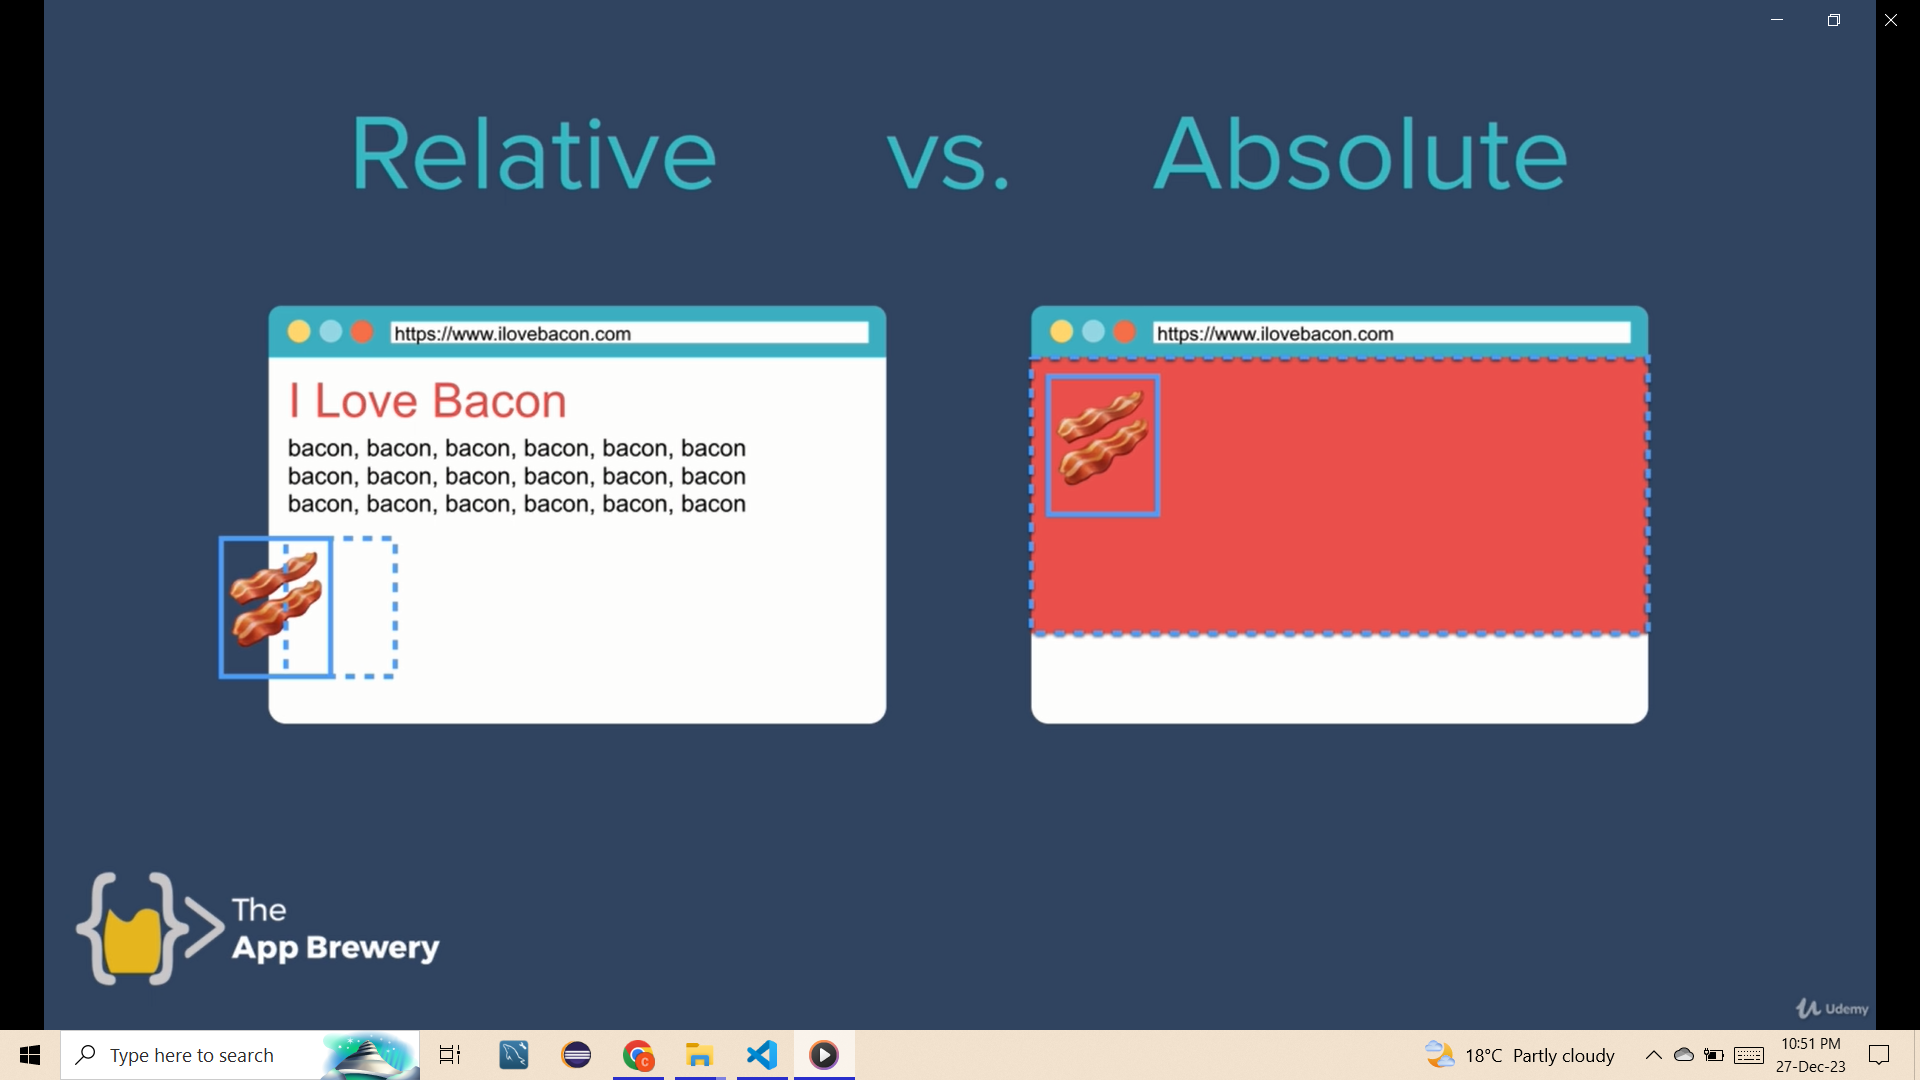 Relative vs. Absolute
https://www.ilovebacon.com
I Love Bacon
bacon, bacon, bacon, bacon, bacon, bacon
bacon, bacon, bacon, bacon, bacon, bacon
bacon, bacon, bacon, bacon, bacon, bacon
https://www.ilovebacon.com
The
App Brewery
Udemy
Type here to search
C
18°C Partly cloudy
10:51 PM
27-Dec-23